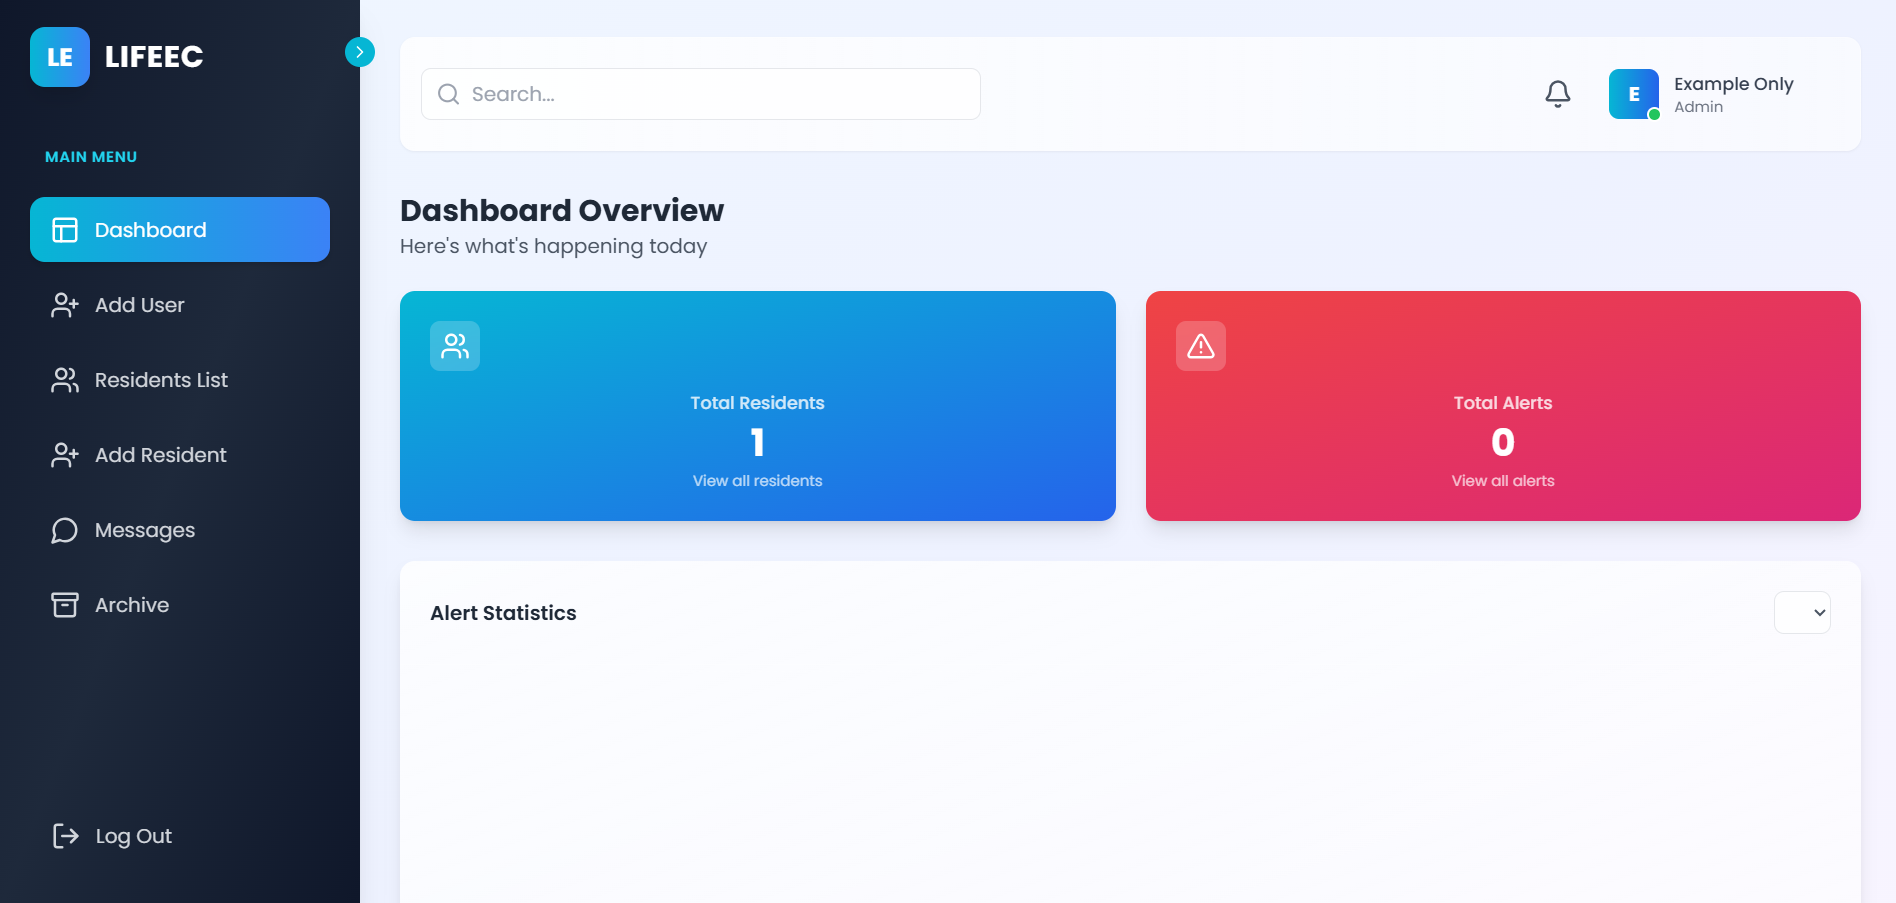 LE
LIFEEC
MAIN MENU
Dashboard
Add User
Residents List
Add Resident
Messages
Archive
Log Out
Search...
E
Example Only
Admin
Dashboard Overview
Here's what's happening today
Total Residents
1
View all residents
Total Alerts
0
View all alerts
Alert Statistics